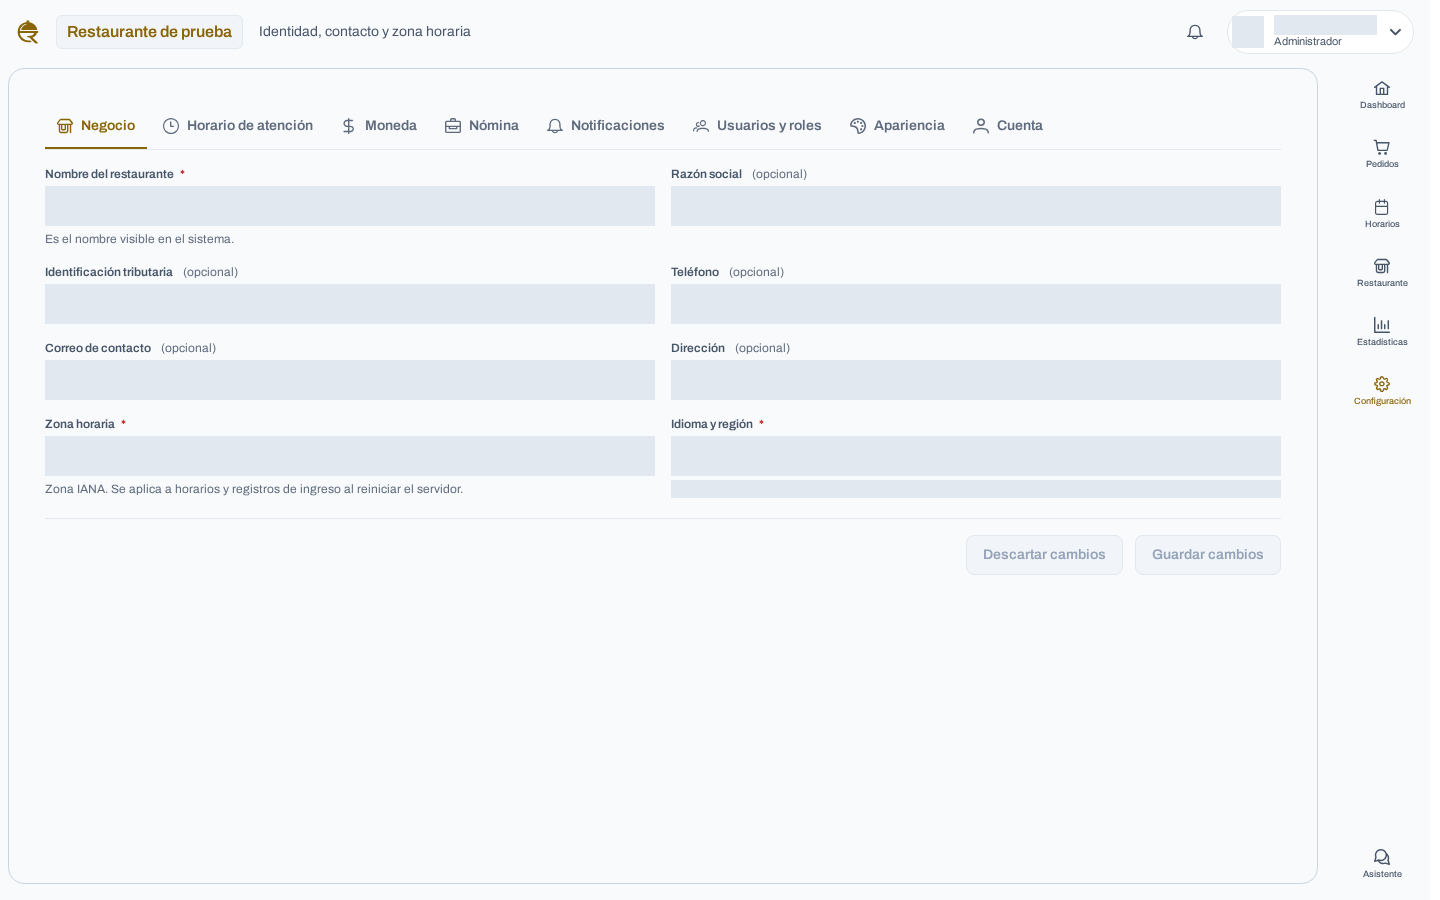 Restaurante de prueba
Identidad, contacto y zona horaria
Administrador
Negocio
Horario de atención
Moneda
Nómina
Notificaciones
Usuarios y roles
Apariencia
Cuenta
Nombre del restaurante *
Razón social (opcional)
Es el nombre visible en el sistema.
Identificación tributaria (opcional)
Teléfono (opcional)
Correo de contacto (opcional)
Dirección (opcional)
Zona horaria *
Idioma y región *
Zona IANA. Se aplica a horarios y registros de ingreso al reiniciar el servidor.
Descartar cambios
Guardar cambios
Dashboard
Pedidos
Horarios
Restaurante
Estadísticas
Configuración
Asistente